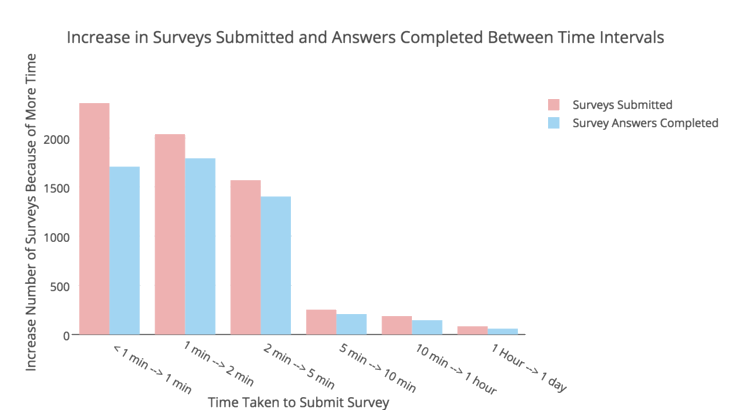 Increase in Surveys Submitted and Answers Completed Between Time Intervals
Increase Number of Surveys Because of More Time
2000
1500
1000
500
0
Surveys Submitted
Survey Answers Completed
< 1 min --> 1 min
1 min --> 2 min
2 min --> 5 min
5 min --> 10 min
10 min --> 1 hour
1 Hour --> 1 day
Time Taken to Submit Survey